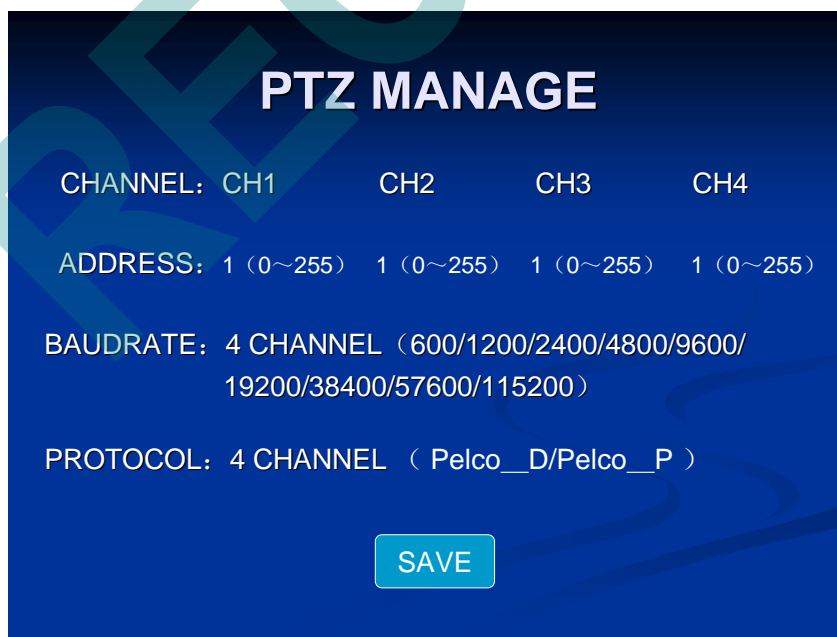 PTZ MANAGE
CHANNEL：CH1 CH2 CH3 CH4
ADDRESS：1（0～255） 1（0～255） 1（0～255） 1（0～255）
BAUDRATE：4 CHANNEL（600/1200/2400/4800/9600/
19200/38400/57600/115200）
PROTOCOL：4 CHANNEL （ Pelco__D/Pelco__P ）
SAVE